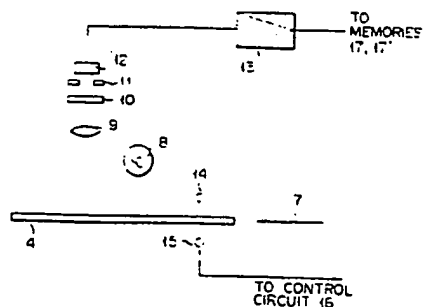 TO
MEMORIES
17, 17'
13
12
11
10
9
8
14
7
4
15
TO CONTROL
CIRCUIT 16